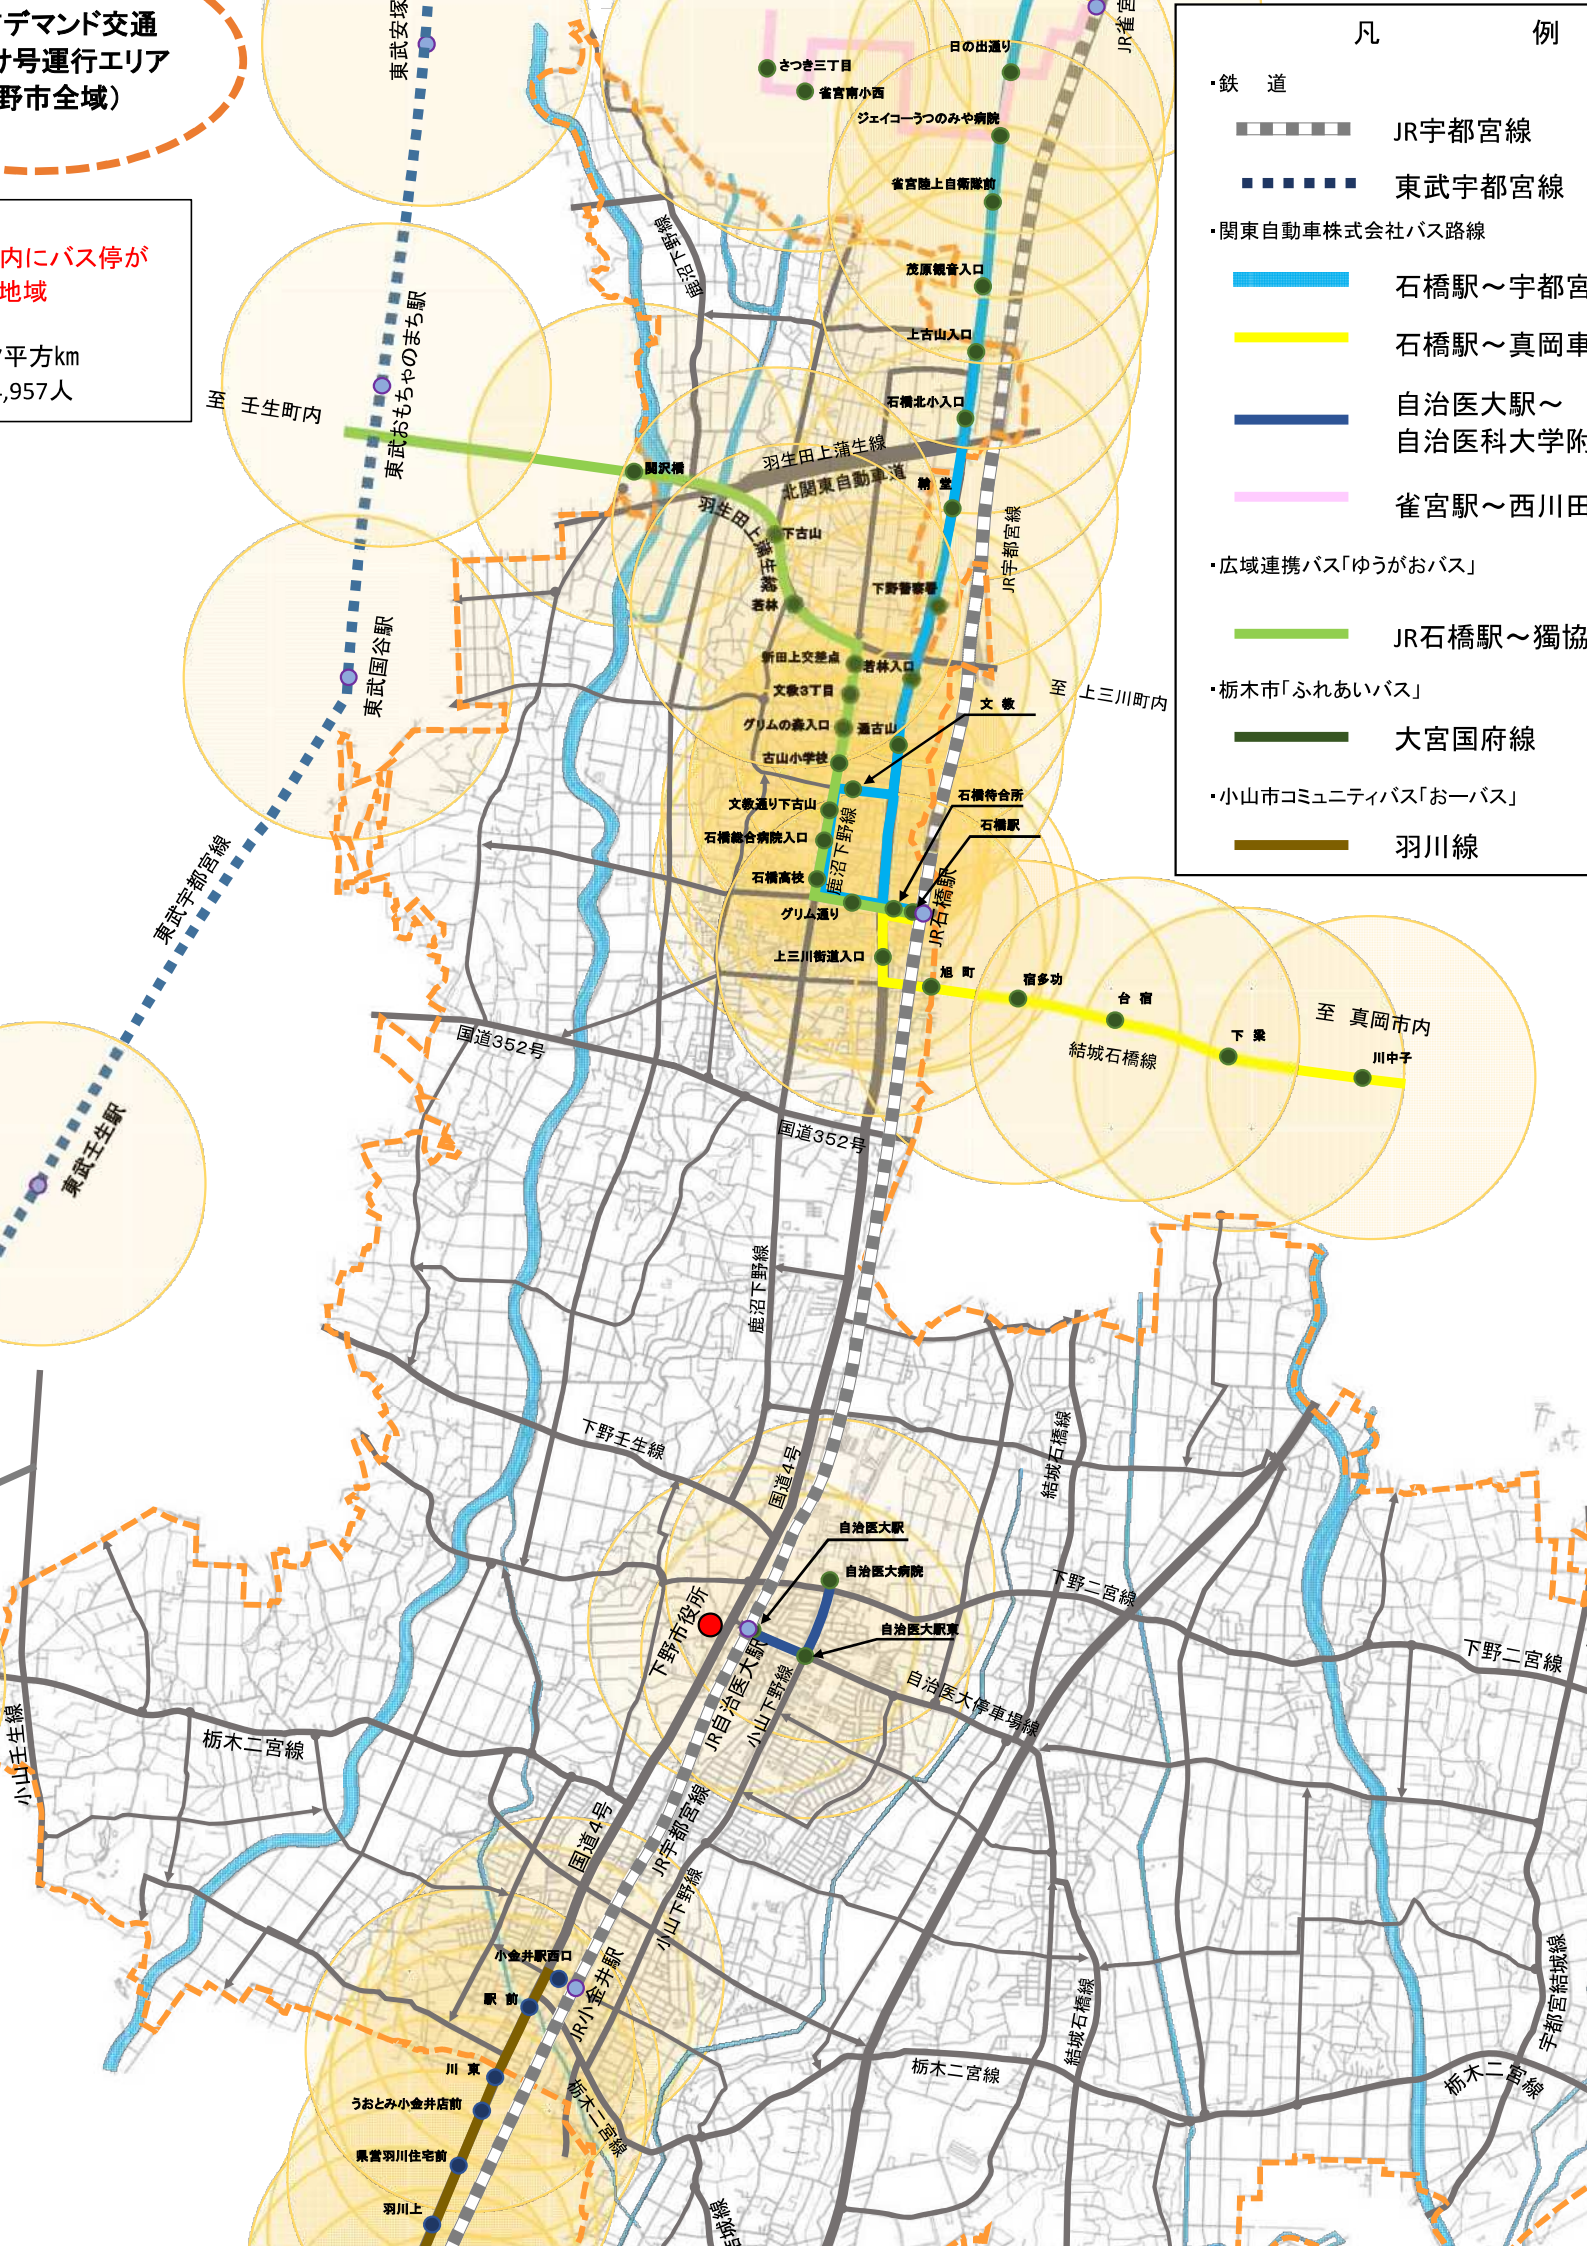 デマンド交通
け号運行エリア
野市全域）
内にバス停が
地域
平方km
,957人
凡　例
・鉄　道
JR宇都宮線
東武宇都宮線
・関東自動車株式会社バス路線
石橋駅～宇都宮
石橋駅～真岡車
自治医大駅～
自治医科大学附
雀宮駅～西川田
・広域連携バス「ゆうがおバス」
JR石橋駅～獨協
・栃木市「ふれあいバス」
大宮国府線
・小山市コミュニティバス「おーバス」
羽川線
東武安塚
JR雀宮
日の出通り
さつき三丁目
雀宮南小西
ジェイコーうつのみや病院
雀宮陸上自衛隊前
鹿沼下野線
茂原観音入口
東武おもちゃのまち駅
上古山入口
至　壬生町内
石橋北小入口
羽生田上蒲生線
関沢橋
北関東自動車道
鞘　堂
羽生田上蒲生線
下古山
JR宇都宮線
下野警察署
若林
東武国谷駅
新田上交差点
若林入口
至　上三川町内
文教3丁目
文　教
グリムの森入口
通古山
古山小学校
石橋待合所
文教通り下古山
石橋駅
石橋総合病院入口
鹿沼下野線
東武宇都宮線
石橋高校
JR石橋駅
グリム通り
上三川街道入口
旭　町
宿多功
台　宿
至　真岡市内
下　梁
川中子
結城石橋線
国道352号
国道352号
東武壬生駅
鹿沼下野線
下野壬生線
結城石橋線
国道4号
自治医大駅
自治医大病院
下野市役所
下野二宮線
自治医大駅東
下野二宮線
JR自治医大駅
小山下野線
自治医大停車場線
小山壬生線
栃木二宮線
国道4号
JR宇都宮線
小山下野線
小金井駅西口
JR小金井駅
駅　前
結城石橋線
宇都宮結城線
川　東
栃木二宮線
栃木二宮線
栃木二宮線
うおとみ小金井店前
県営羽川住宅前
羽川上
結城線